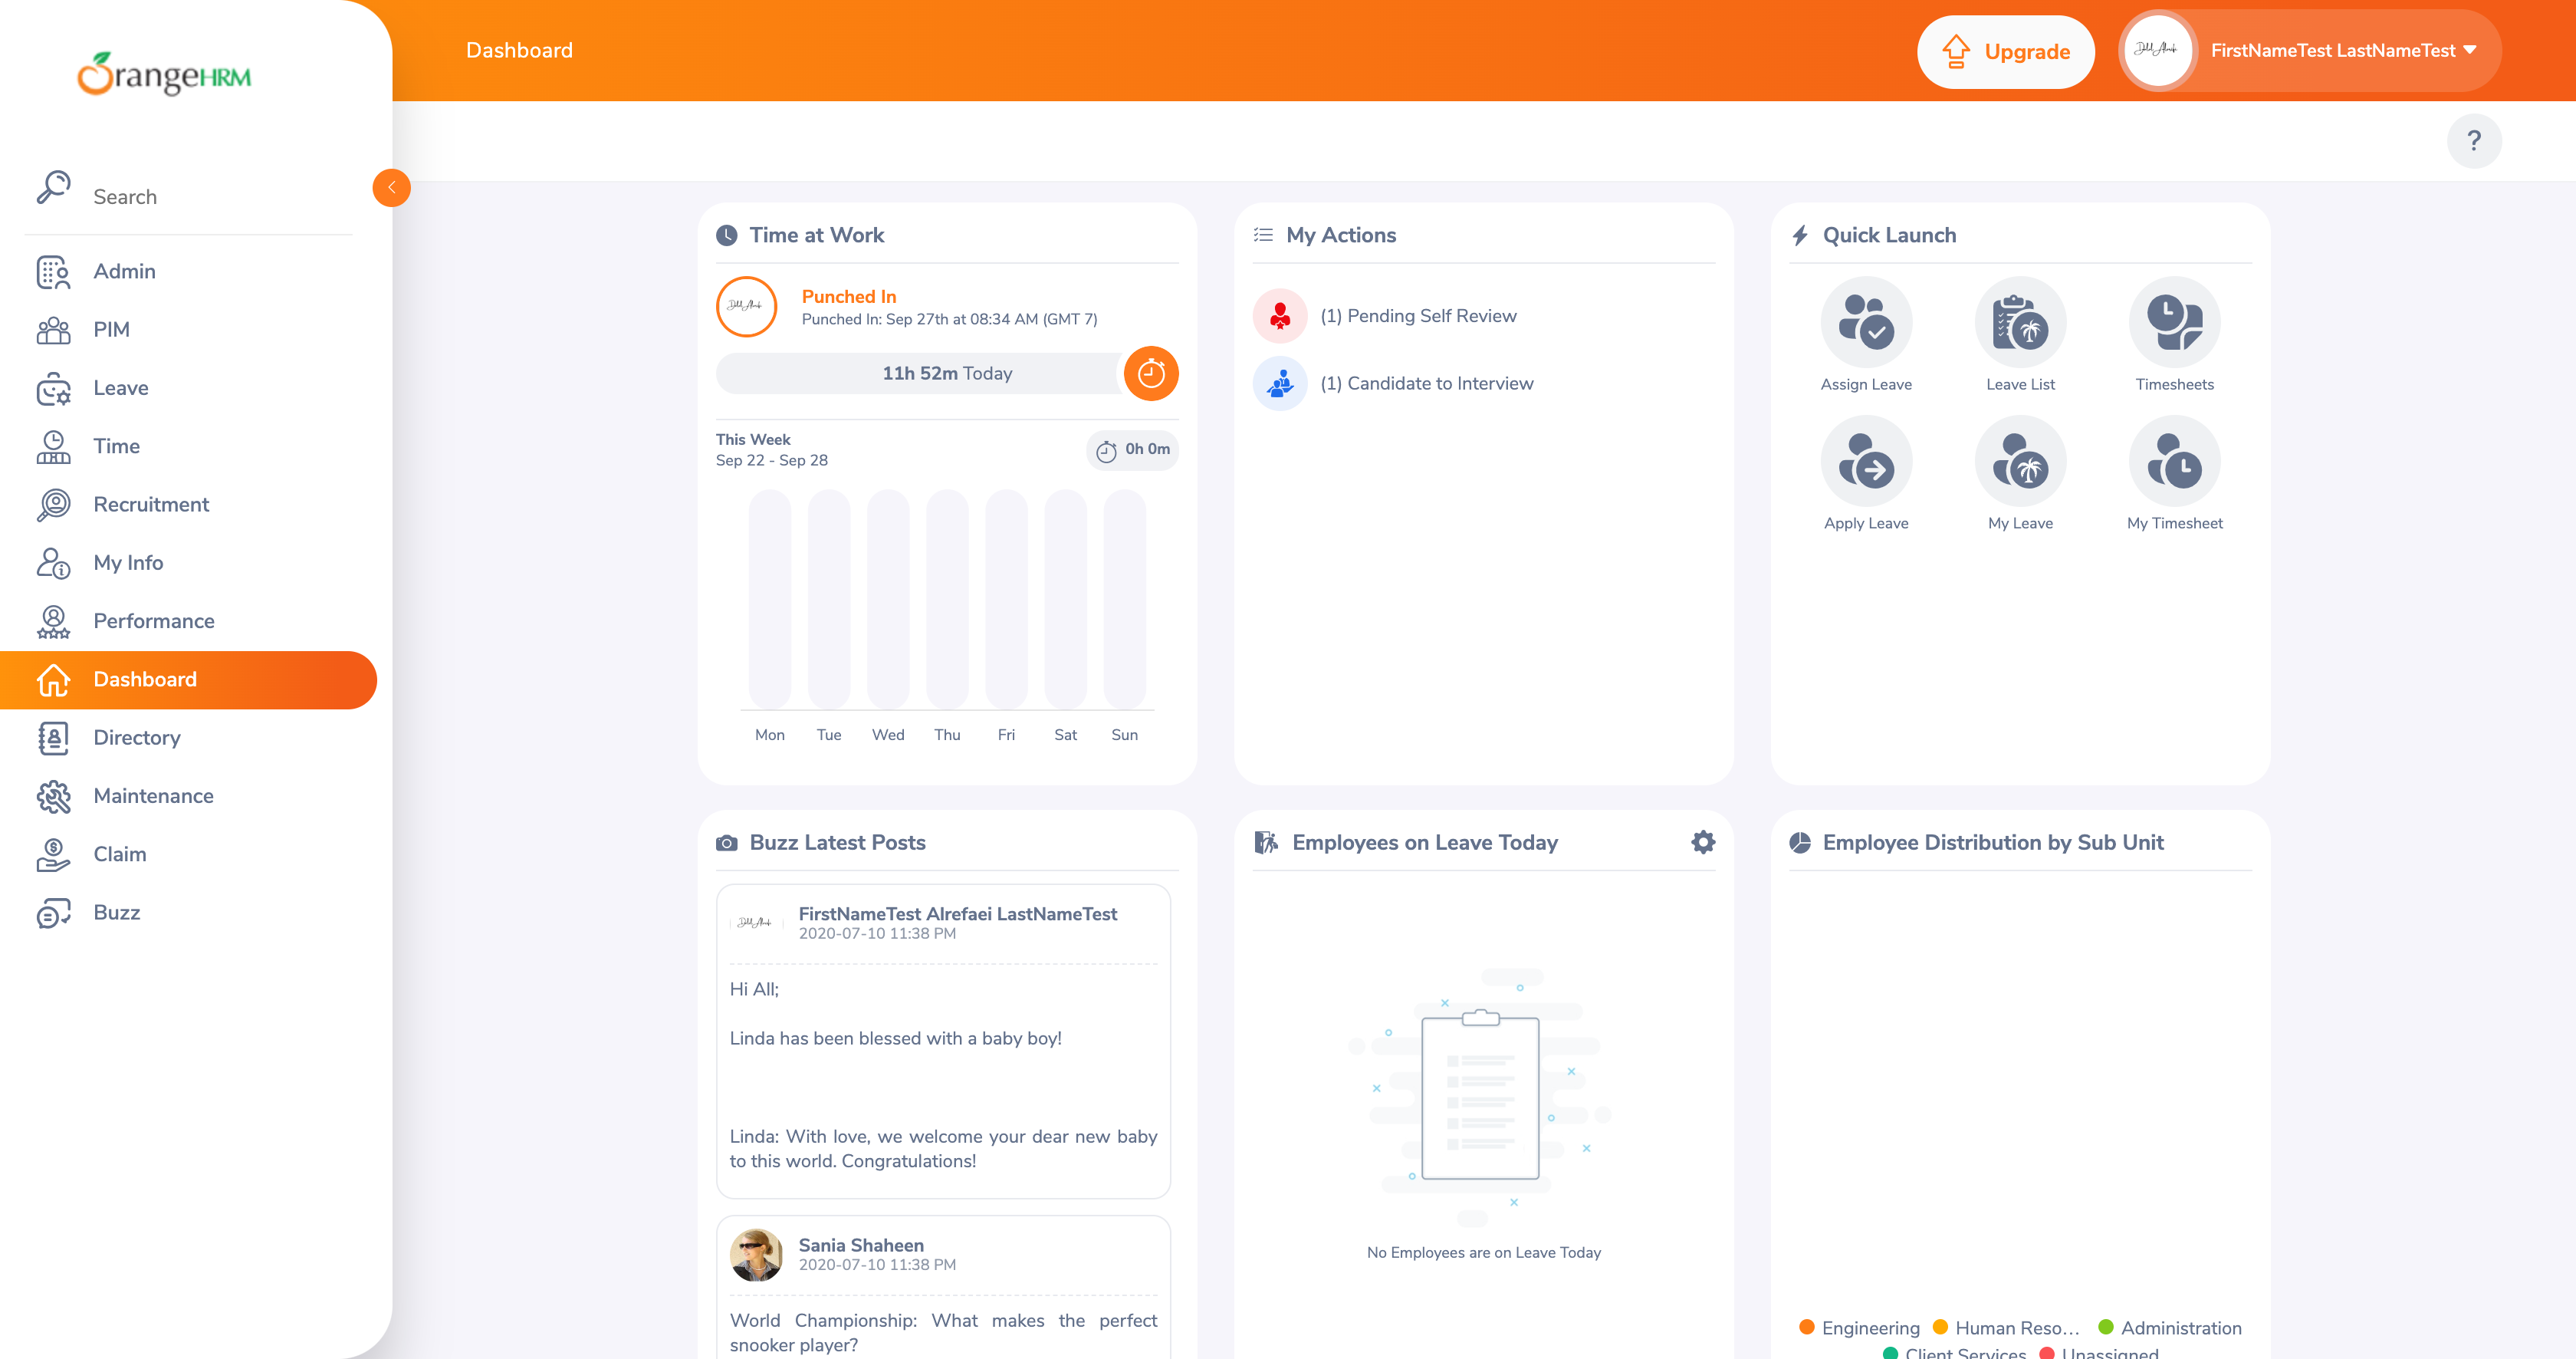 OrangeHRM
Search
Admin
PIM
Leave
Time
Recruitment
My Info
Performance
Dashboard
Directory
Maintenance
Claim
Buzz
Dashboard
Upgrade
FirstNameTest LastNameTest
?
Time at Work
Punched In
Punched In: Sep 27th at 08:34 AM (GMT 7)
11h 52m Today
This Week
Sep 22 - Sep 28
0h 0m
Mon Tue Wed Thu Fri Sat Sun
My Actions
(1) Pending Self Review
(1) Candidate to Interview
Quick Launch
Assign Leave
Leave List
Timesheets
Apply Leave
My Leave
My Timesheet
Buzz Latest Posts
FirstNameTest Alrefaei LastNameTest
2020-07-10 11:38 PM
Hi All;
Linda has been blessed with a baby boy!
Linda: With love, we welcome your dear new baby
to this world. Congratulations!
Sania Shaheen
2020-07-10 11:38 PM
World Championship: What makes the perfect
snooker player?
Employees on Leave Today
No Employees are on Leave Today
Employee Distribution by Sub Unit
Engineering Human Reso... Administration
Client Services Unassigned